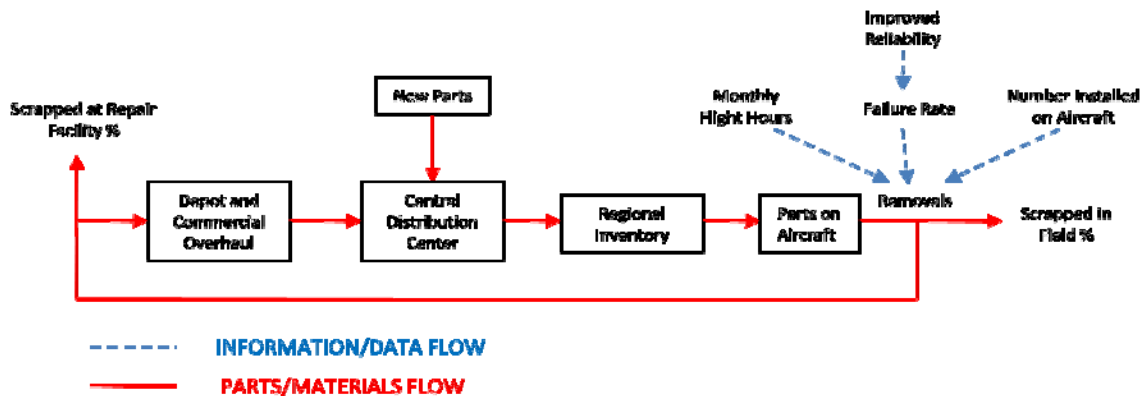 Improved
Reliability
New Parts
Monthly
Flight Hours
Failure Rate
Number Installed
on Aircraft
Scrapped at Repair
Facility %
Depot and
Commercial
Overhaul
Central
Distribution
Center
Regional
Inventory
Parts on
Aircraft
Removals
Scrapped in
Field %
INFORMATION/DATA FLOW
PARTS/MATERIALS FLOW